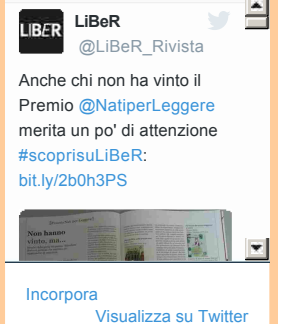 LiBeR
LiBeR
@LiBeR_Rivista
Anche chi non ha vinto il
Premio @NatiperLeggere
merita un po' di attenzione
#scoprisuLiBeR:
bit.ly/2b0h3PS
Non hanno
vinto, ma...
Incorpora
Visualizza su Twitter